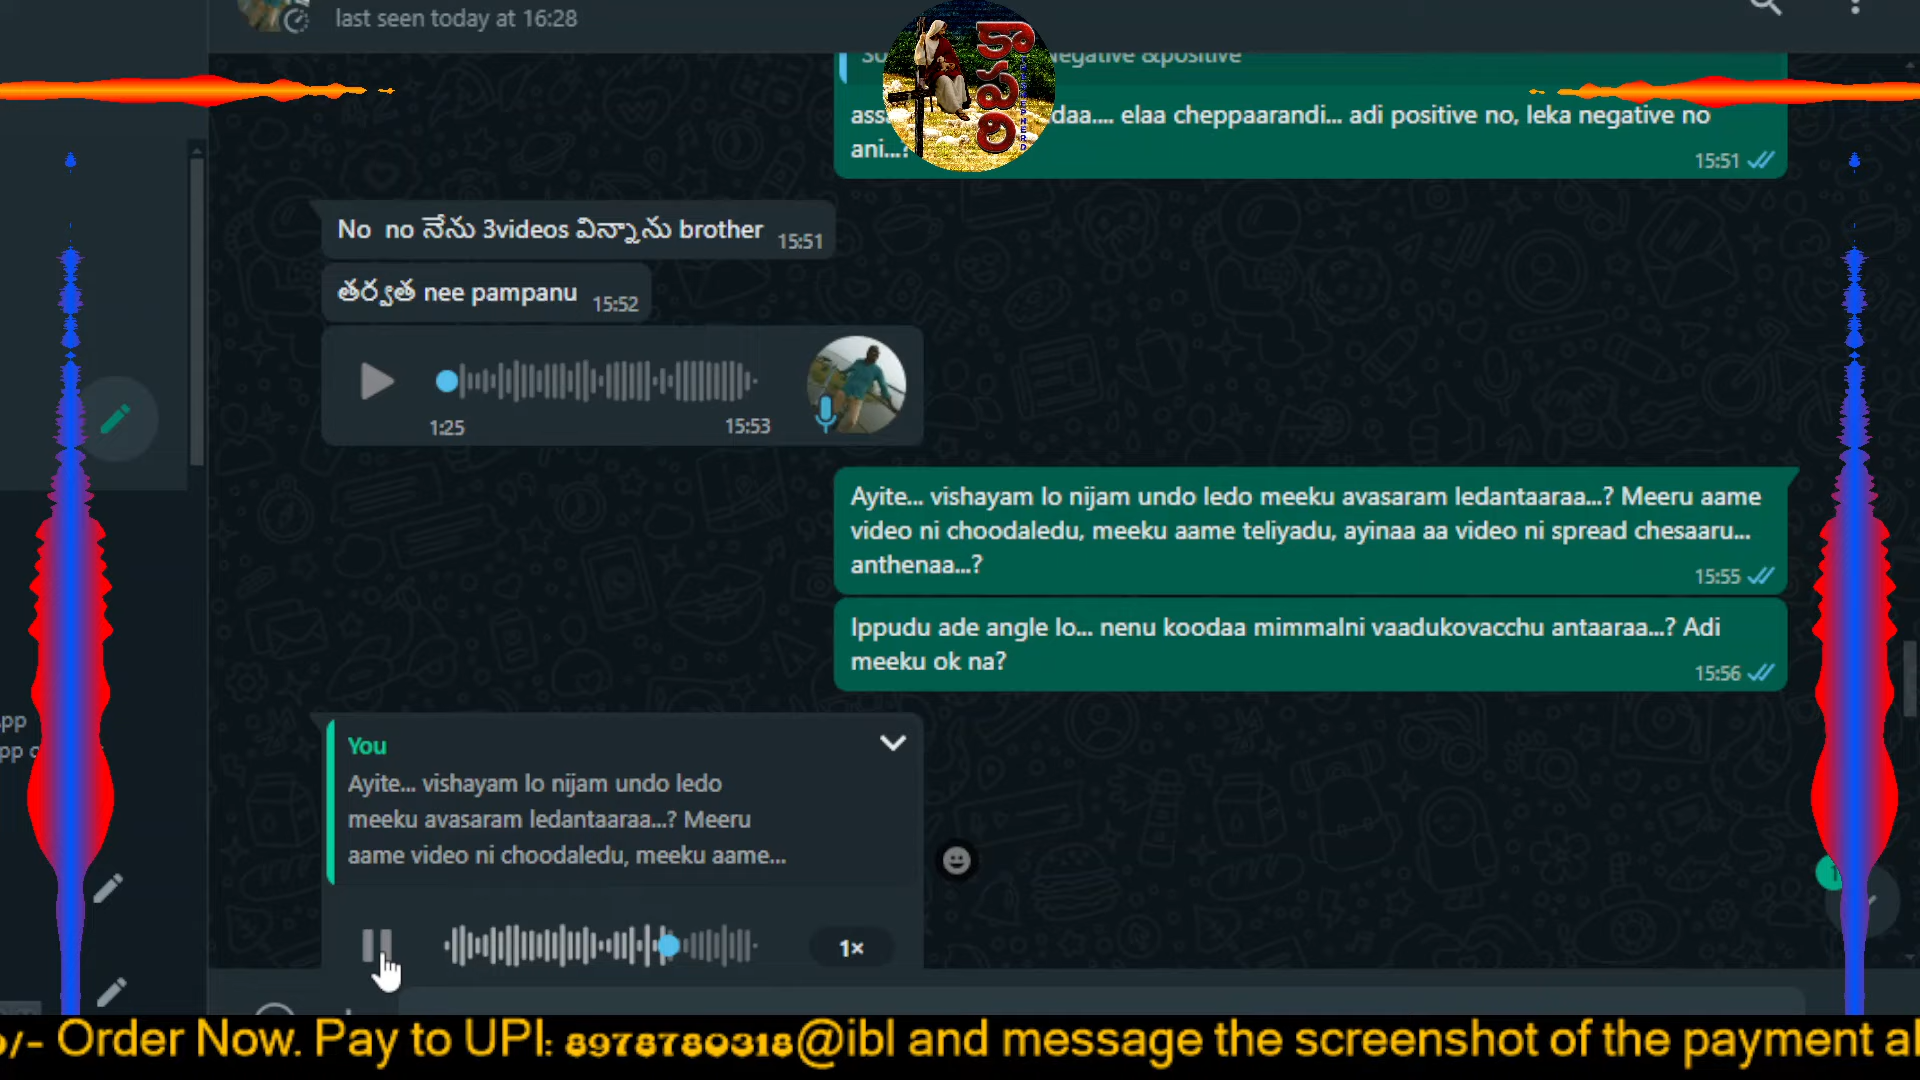 last seen today at 16:28
egative &positive
daa.... elaa cheppaarandi... adi positive no, leka negative no
ani...?
15:51
No no నేను 3videos విన్నాను brother 15:51
తర్వత nee pampanu 15:52
కాపరి
1:25 15:53
Ayite... vishayam lo nijam undo ledo meeku avasaram ledantaaraa...? Meeru aame
video ni choodaledu, meeku aame teliyadu, ayinaa aa video ni spread chesaaru...
anthenaa...?
15:55
Ippudu ade angle lo... nenu koodaa mimmalni vaadukovacchu antaaraa...? Adi
meeku ok na?
15:56
You
Ayite... vishayam lo nijam undo ledo
meeku avasaram ledantaaraa...? Meeru
aame video ni choodaledu, meeku aame...
1×
/- Order Now. Pay to UPI: 8978780318@ibl and message the screenshot of the payment al